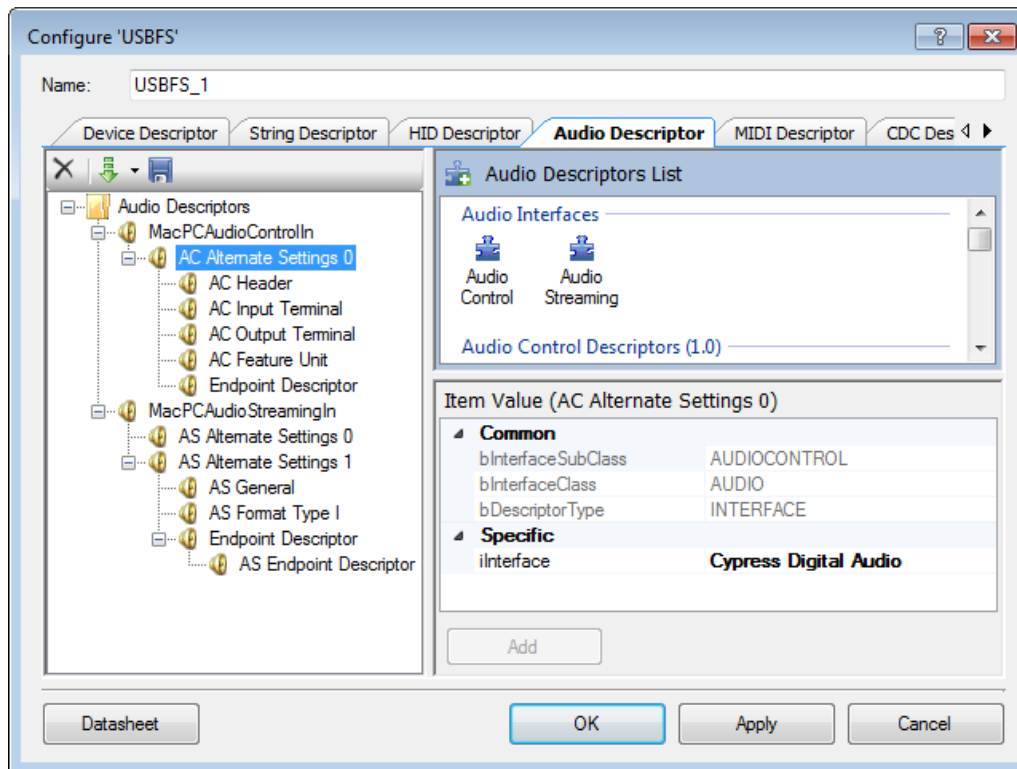 Configure 'USBFS'
Name: USBFS_1
Device Descriptor String Descriptor HID Descriptor Audio Descriptor MIDI Descriptor CDC Des
Audio Descriptors
MacPCAudioControlIn
AC Alternate Settings 0
AC Header
AC Input Terminal
AC Output Terminal
AC Feature Unit
Endpoint Descriptor
MacPCAudioStreamingIn
AS Alternate Settings 0
AS Alternate Settings 1
AS General
AS Format Type I
Endpoint Descriptor
AS Endpoint Descriptor
Audio Descriptors List
Audio Interfaces
Audio Control
Audio Streaming
Audio Control Descriptors (1.0)
Item Value (AC Alternate Settings 0)
Common
bInterfaceSubClass AUDIOCONTROL
bInterfaceClass AUDIO
bDescriptorType INTERFACE
Specific
iInterface Cypress Digital Audio
Add
Datasheet OK Apply Cancel